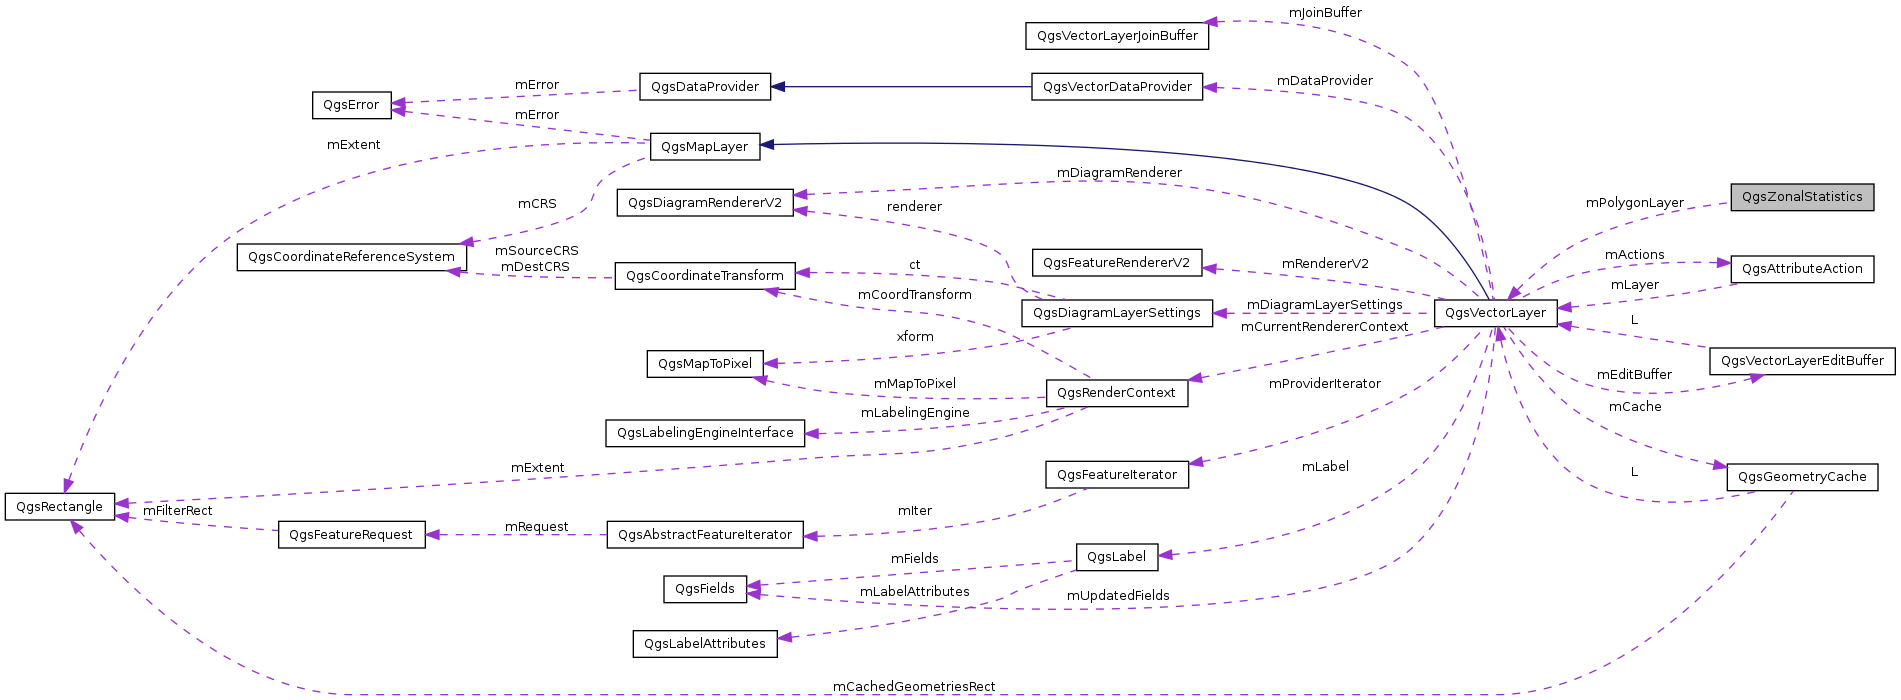 mJoinBuffer
QgsVectorLayerJoinBuffer
mError
QgsDataProvider
QgsVectorDataProvider
mDataProvider
QgsError
mError
mExtent
QgsMapLayer
mDiagramRenderer
QgsZonalStatistics
mCRS
QgsDiagramRendererV2
renderer
mPolygonLayer
mSourceCRS
mDestCRS
QgsCoordinateReferenceSystem
QgsCoordinateTransform
ct
QgsFeatureRendererV2
mRendererV2
mActions
QgsAttributeAction
mCoordTransform
mLayer
QgsDiagramLayerSettings
mDiagramLayerSettings
QgsVectorLayer
mCurrentRendererContext
L
xform
QgsMapToPixel
QgsVectorLayerEditBuffer
mMapToPixel
QgsRenderContext
mProviderIterator
mEditBuffer
mLabelingEngine
mCache
QgsLabelingEngineInterface
mExtent
QgsFeatureIterator
mLabel
L
QgsGeometryCache
QgsRectangle
mFilterRect
mIter
QgsFeatureRequest
mRequest
QgsAbstractFeatureIterator
mFields
QgsLabel
QgsFields
mLabelAttributes
mUpdatedFields
QgsLabelAttributes
mCachedGeometriesRect